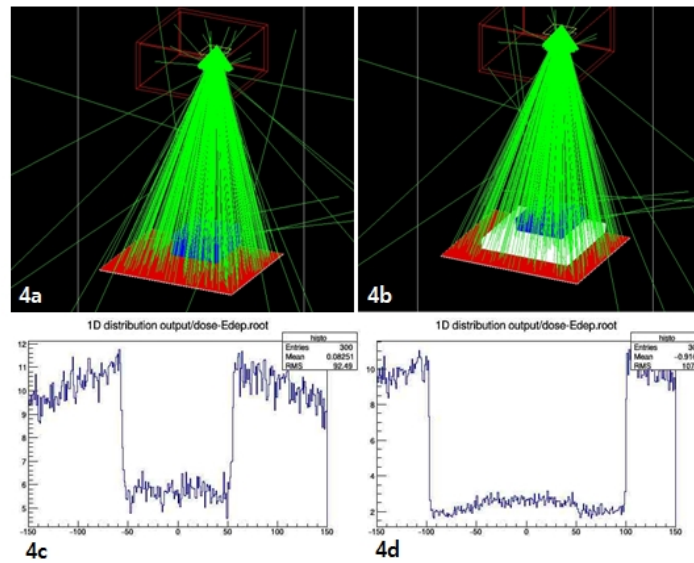 4a
4b
1D distribution output/dose-Edep.root
histo
Entries 300
Mean 0.08251
RMS 92.49
12
11
10
9
8
7
6
5
-150 -100 -50 0 50 100 150
4c
1D distribution output/dose-Edep.root
histo
Entries
Mean
RMS
10
8
6
4
2
-150 -100 -50 0 50 100 150
4d